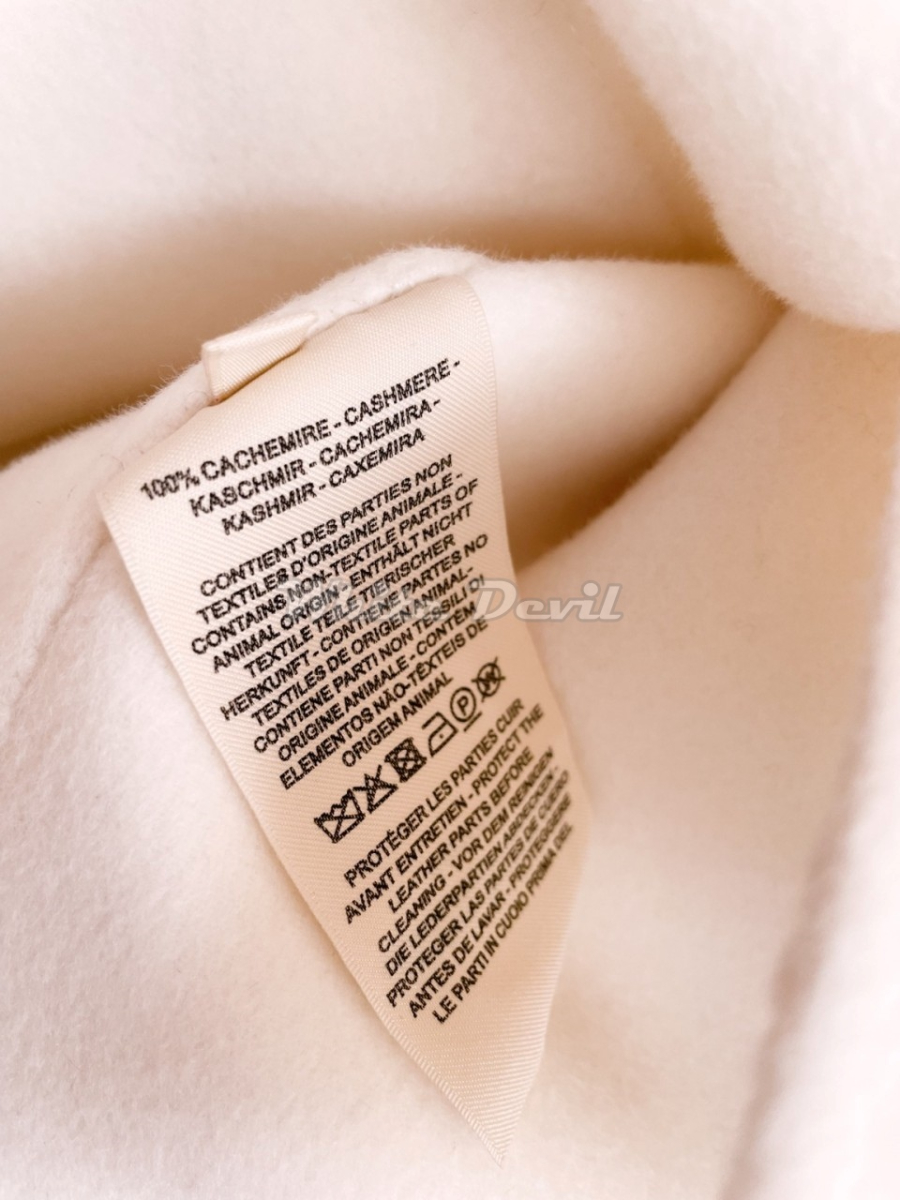 100% CACHEMIRE - CASHMERE -
KASCHMIR - CACHEMIRA -
KASHMIR - CAXEMIRA
CONTIENT DES PARTIES NON
TEXTILES D'ORIGINE ANIMALE -
CONTAINS NON-TEXTILE PARTS OF
ANIMAL ORIGIN - ENTHÄLT NICHT
TEXTILE TEILE TIERISCHER
HERKUNFT - CONTIENE PARTES NO
TEXTILES DE ORIGEN ANIMAL -
CONTIENE PARTI NON TESSILI DI
ORIGINE ANIMALE - CONTÉM
ELEMENTOS NÃO-TÊXTEIS DE
ORIGEM ANIMAL
P W
PROTÉGER LES PARTIES CUIR
AVANT ENTRETIEN - PROTECT THE
LEATHER PARTS BEFORE
CLEANING - VOR DEM REINIGEN
DIE LEDERPARTIEN ABDECKEN -
PROTEGER LAS PARTES DE CUERO
ANTES DE LAVAR - PROTEGGERE
LE PARTI IN CUOIO PRIMA DEL
Devil